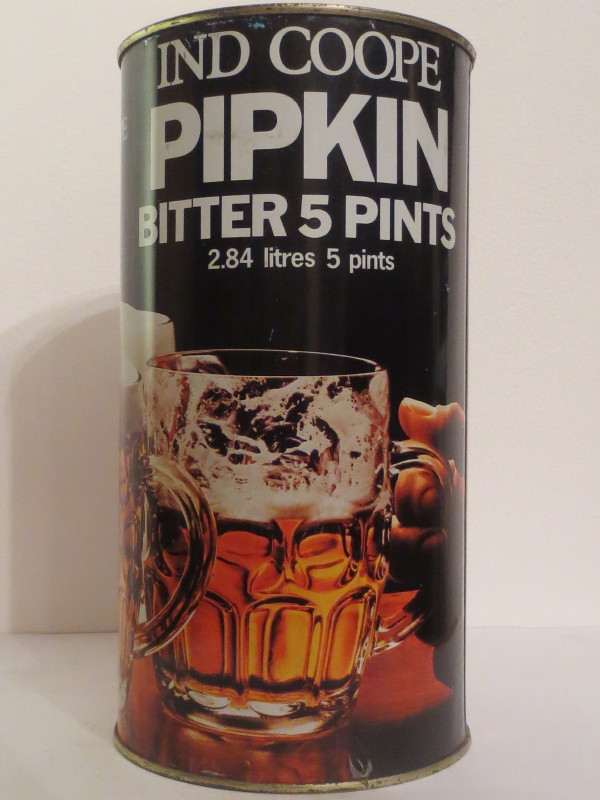 IND COOPE
PIPKIN
BITTER 5 PINTS
2.84 litres 5 pints